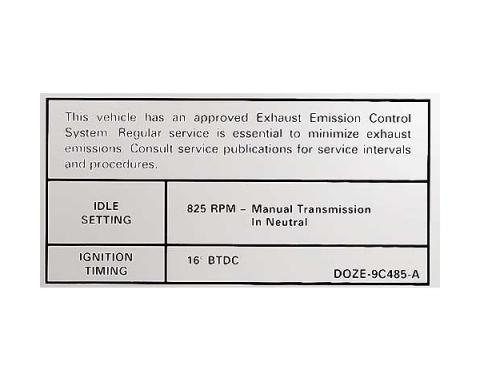 This vehicle has an approved Exhaust Emission Control
System. Regular service is essential to minimize exhaust
emissions. Consult service publications for service intervals
and procedures.
IDLE
SETTING
825 RPM – Manual Transmission
In Neutral
IGNITION
TIMING
16° BTDC
DOZE-9C485-A